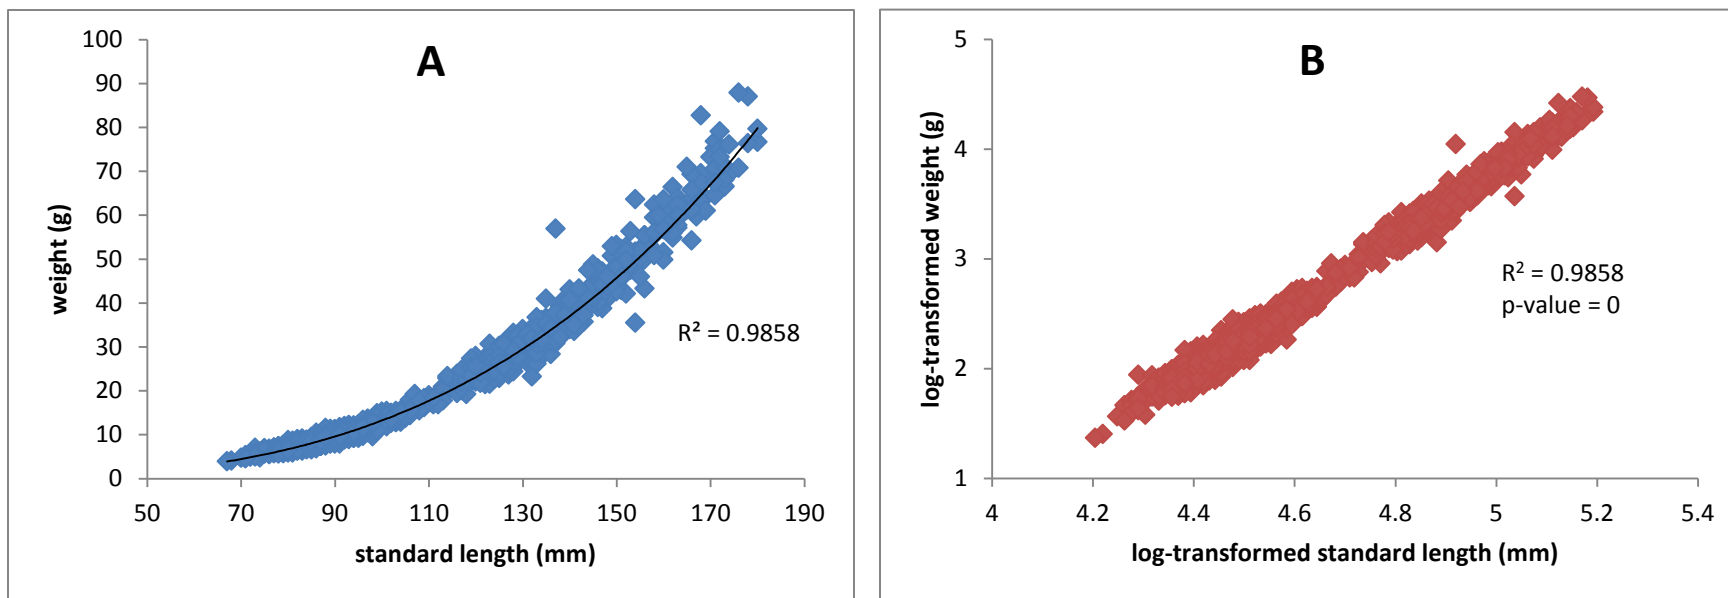 A
100
90
80
70
60
50
40
30
20
10
0
weight (g)
R² = 0.9858
50 70 90 110 130 150 170 190
standard length (mm)
B
5
4
3
2
1
log-transformed weight (g)
R² = 0.9858
p-value = 0
4 4.2 4.4 4.6 4.8 5 5.2 5.4
log-transformed standard length (mm)